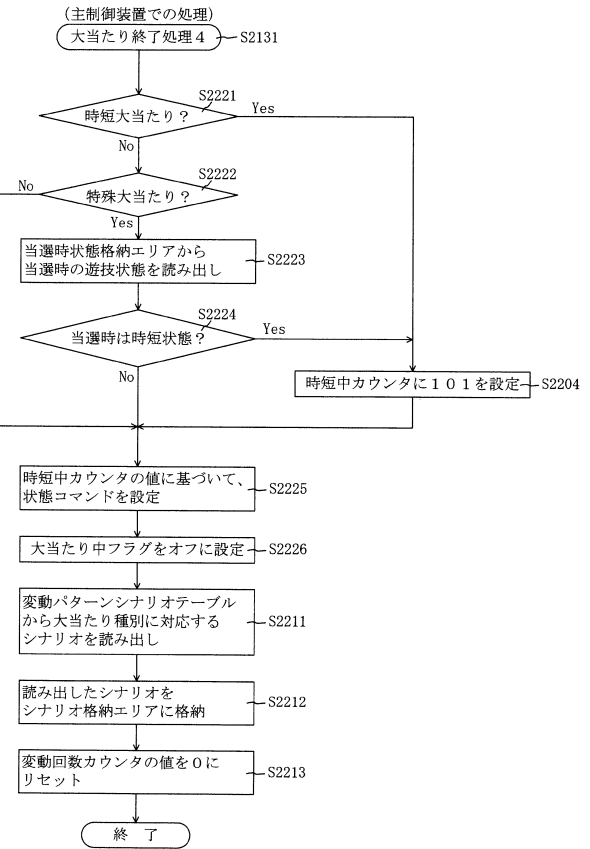 (主制御装置での処理)
大当たり終了処理4
S2131
S2221
時短大当たり?
Yes
No
S2222
特殊大当たり?
No
Yes
当選時状態格納エリアから
当選時の遊技状態を読み出し
S2223
S2224
当選時は時短状態?
Yes
No
時短中カウンタに101を設定
S2204
時短中カウンタの値に基づいて、
状態コマンドを設定
S2225
大当たり中フラグをオフに設定
S2226
変動パターンシナリオテーブル
から大当たり種別に対応する
シナリオを読み出し
S2211
読み出したシナリオを
シナリオ格納エリアに格納
S2212
変動回数カウンタの値を0に
リセット
S2213
終 了